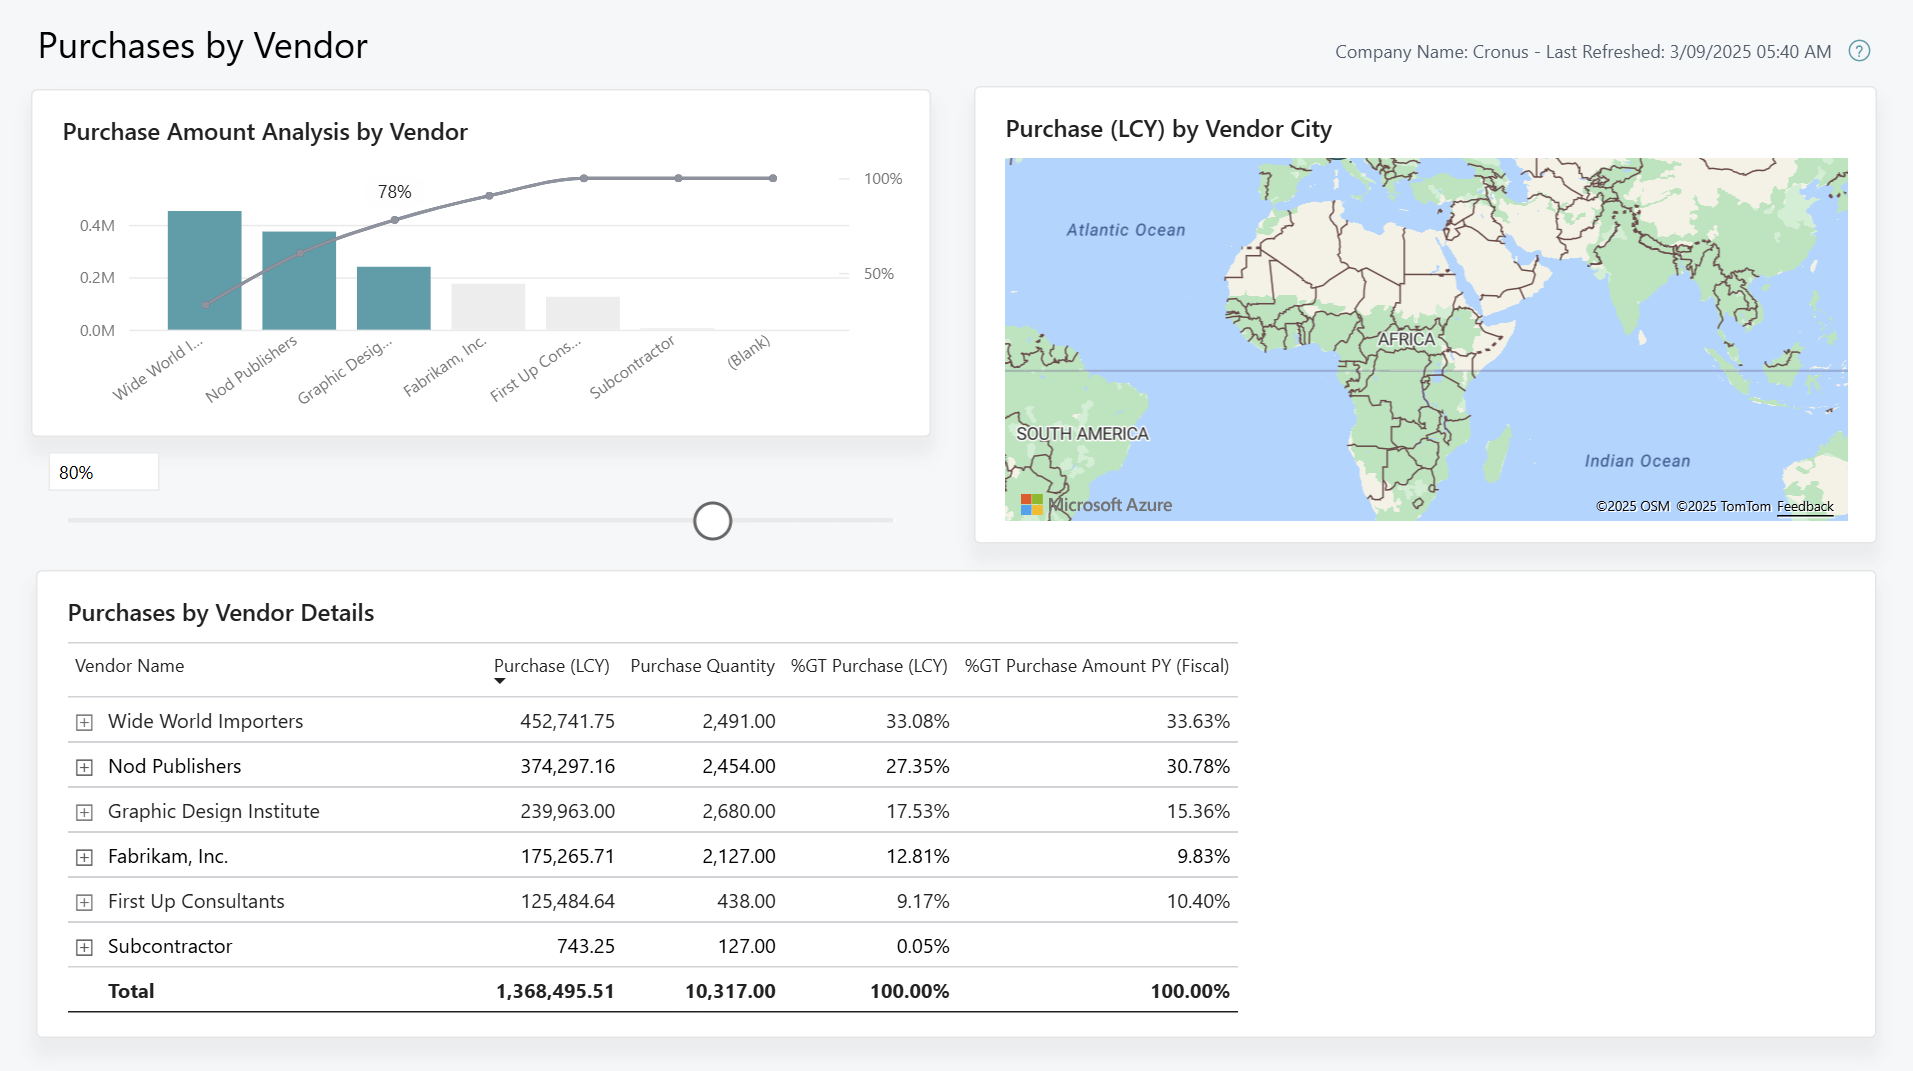 Purchases by Vendor
Company Name: Cronus - Last Refreshed: 3/09/2025 05:40 AM
?
Purchase Amount Analysis by Vendor
78%
100%
0.4M
50%
0.2M
0.0M
Wide World I...
Nod Publishers
Graphic Desig...
Fabrikam, Inc.
First Up Cons...
Subcontractor
(Blank)
80%
Purchase (LCY) by Vendor City
Atlantic Ocean
AFRICA
SOUTH AMERICA
Indian Ocean
Microsoft Azure
©2025 OSM ©2025 TomTom Feedback
Purchases by Vendor Details
Vendor Name Purchase (LCY) Purchase Quantity %GT Purchase (LCY) %GT Purchase Amount PY (Fiscal)
Wide World Importers 452,741.75 2,491.00 33.08% 33.63%
Nod Publishers 374,297.16 2,454.00 27.35% 30.78%
Graphic Design Institute 239,963.00 2,680.00 17.53% 15.36%
Fabrikam, Inc. 175,265.71 2,127.00 12.81% 9.83%
First Up Consultants 125,484.64 438.00 9.17% 10.40%
Subcontractor 743.25 127.00 0.05%
Total 1,368,495.51 10,317.00 100.00% 100.00%